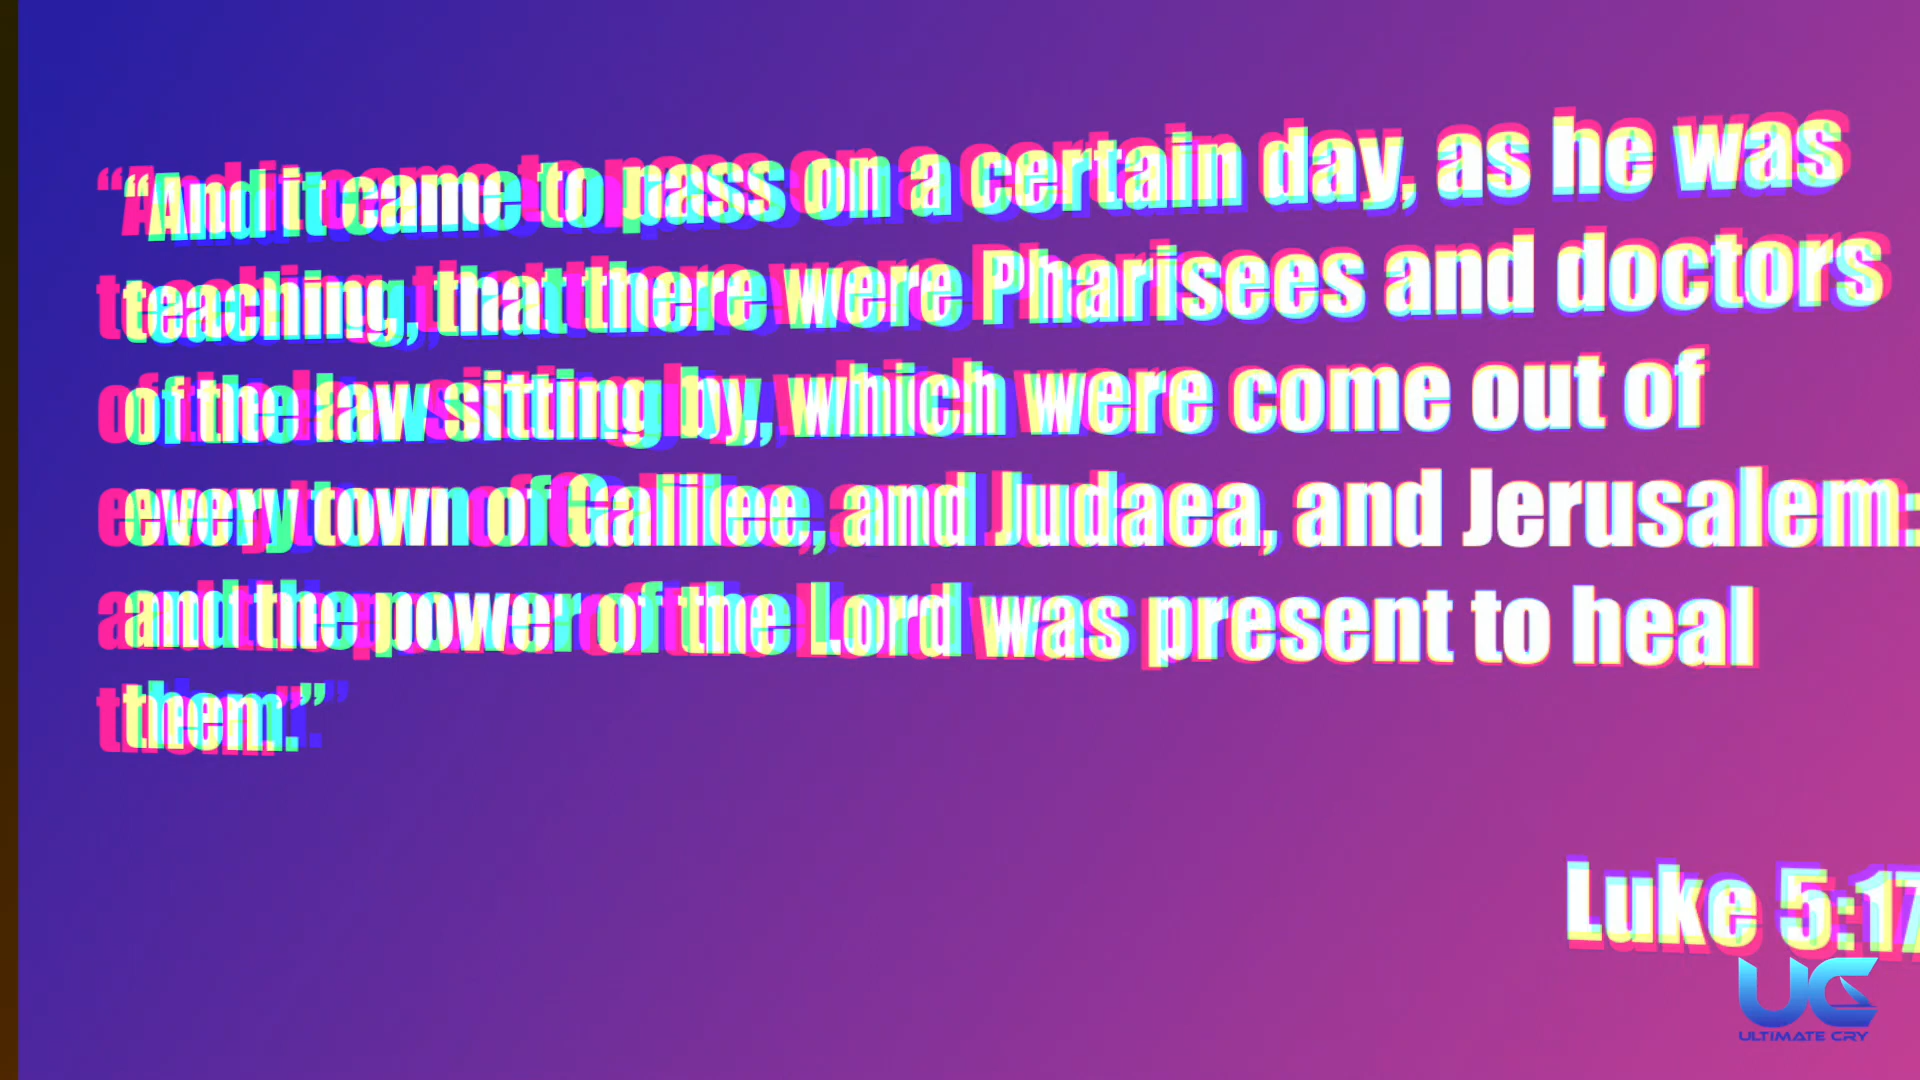 “And it came to pass on a certain day, as he was
teaching, that there were Pharisees and doctors
of the law sitting by, which were come out of
every town of Galilee, and Judaea, and Jerusalem:
and the power of the Lord was present to heal
them.”
Luke 5:17
UC
ULTIMATE CRY